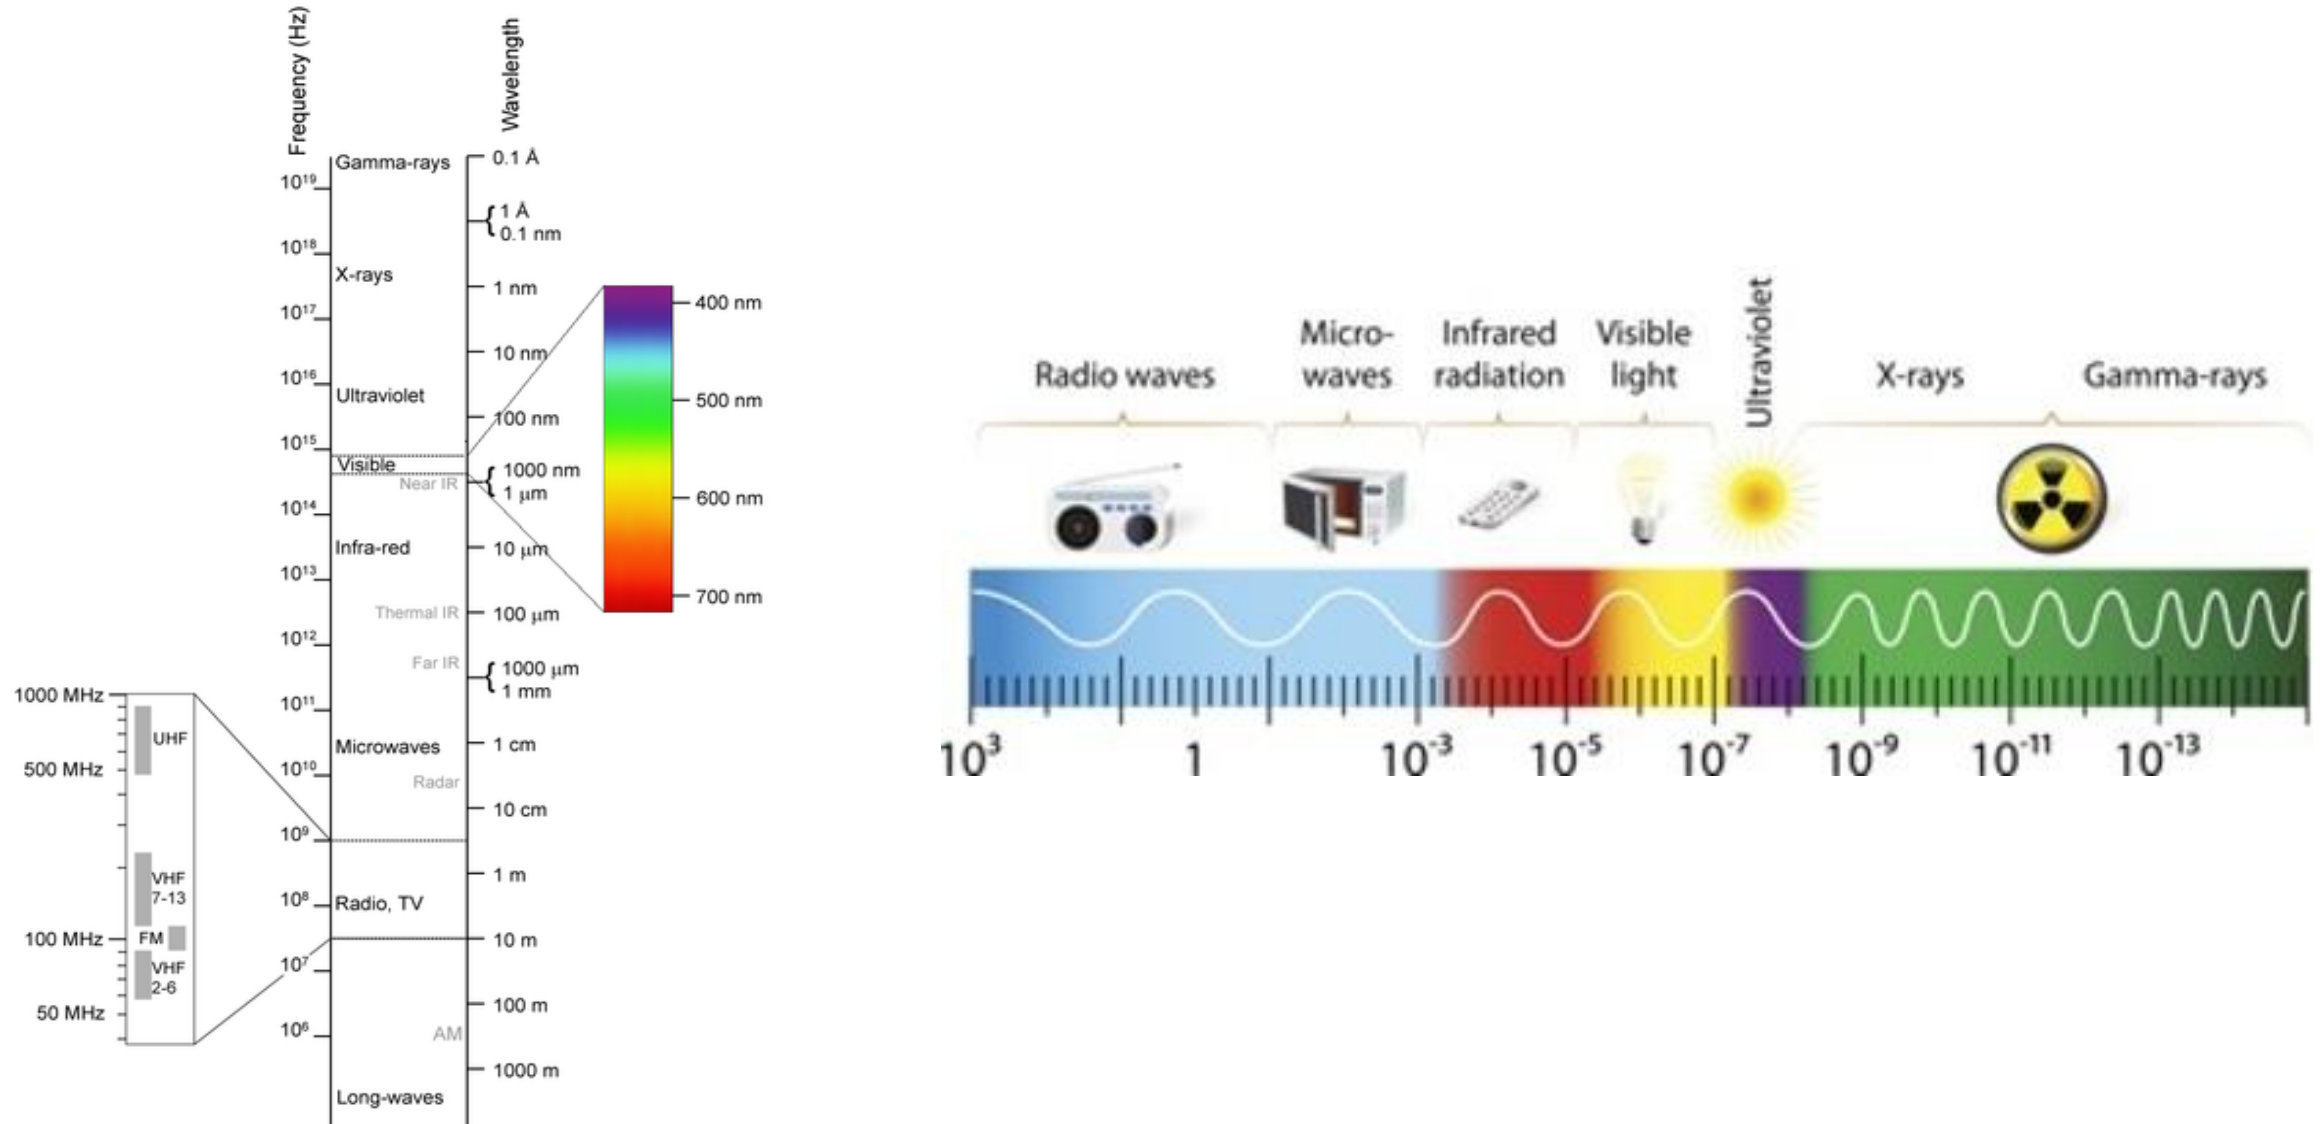 Frequency (Hz)
Wavelength
Gamma-rays
0.1 Å
10¹⁹
1 Å
0.1 nm
10¹⁸
X-rays
1 nm
10¹⁷
10 nm
10¹⁶
Ultraviolet
100 nm
10¹⁵
Visible
1000 nm
Near IR
1 µm
10¹⁴
Infra-red
10 µm
10¹³
Thermal IR
100 µm
10¹²
Far IR
1000 µm
1 mm
10¹¹
Microwaves
1 cm
10¹⁰
Radar
10 cm
10⁹
1 m
10⁸
Radio, TV
10 m
10⁷
100 m
10⁶
AM
1000 m
Long-waves
400 nm
500 nm
600 nm
700 nm
1000 MHz
UHF
500 MHz
VHF
7-13
100 MHz
FM
VHF
2-6
50 MHz
Radio waves
Micro-
waves
Infrared
radiation
Visible
light
Ultraviolet
X-rays
Gamma-rays
10³ 1 10⁻³ 10⁻⁵ 10⁻⁷ 10⁻⁹ 10⁻¹¹ 10⁻¹³